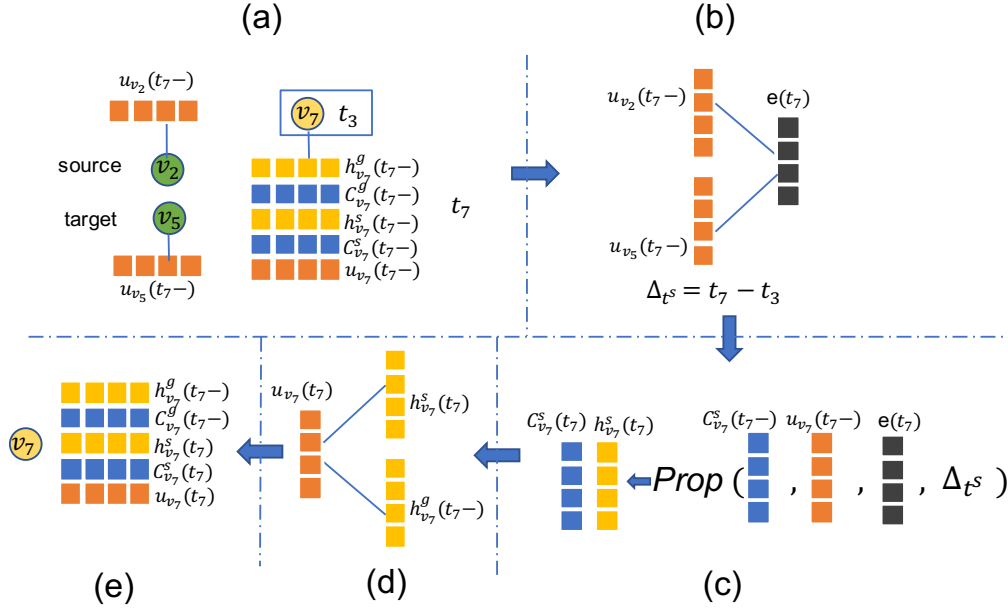 (a)
(b)
u_{v_2}(t_7−)
source
v_2
target
v_5
u_{v_5}(t_7−)
v_7 t_3
h^g_{v_7}(t_7−)
C^g_{v_7}(t_7−)
h^s_{v_7}(t_7−)
C^s_{v_7}(t_7−)
u_{v_7}(t_7−)
t_7
u_{v_2}(t_7−)
e(t_7)
u_{v_5}(t_7−)
Δ_{t^s} = t_7 − t_3
v_7
h^g_{v_7}(t_7−)
C^g_{v_7}(t_7−)
h^s_{v_7}(t_7)
C^s_{v_7}(t_7)
u_{v_7}(t_7)
u_{v_7}(t_7)
h^s_{v_7}(t_7)
h^g_{v_7}(t_7−)
C^s_{v_7}(t_7) h^s_{v_7}(t_7)
C^s_{v_7}(t_7−) u_{v_7}(t_7−) e(t_7)
Prop ( , , , Δ_{t^s} )
(e)
(d)
(c)